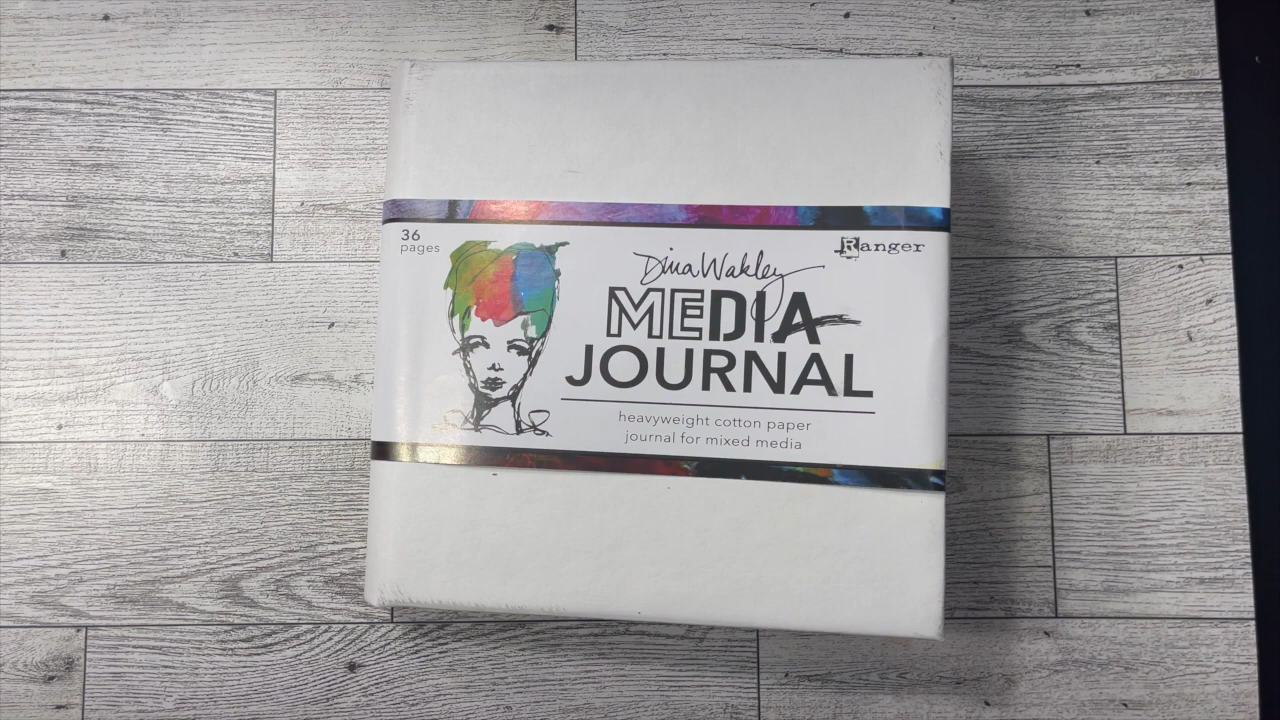 36
pages
Ranger
Dina Wakley
MEDIA
JOURNAL
heavyweight cotton paper
journal for mixed media